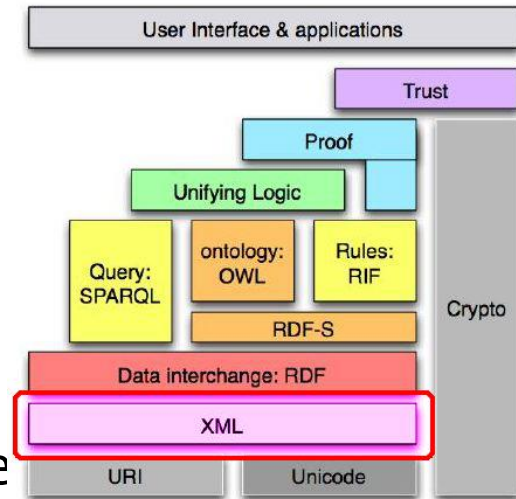 User Interface & applications
Trust
Proof
Unifying Logic
Query:
SPARQL
ontology:
OWL
Rules:
RIF
Crypto
RDF-S
Data interchange: RDF
XML
e
URI
Unicode